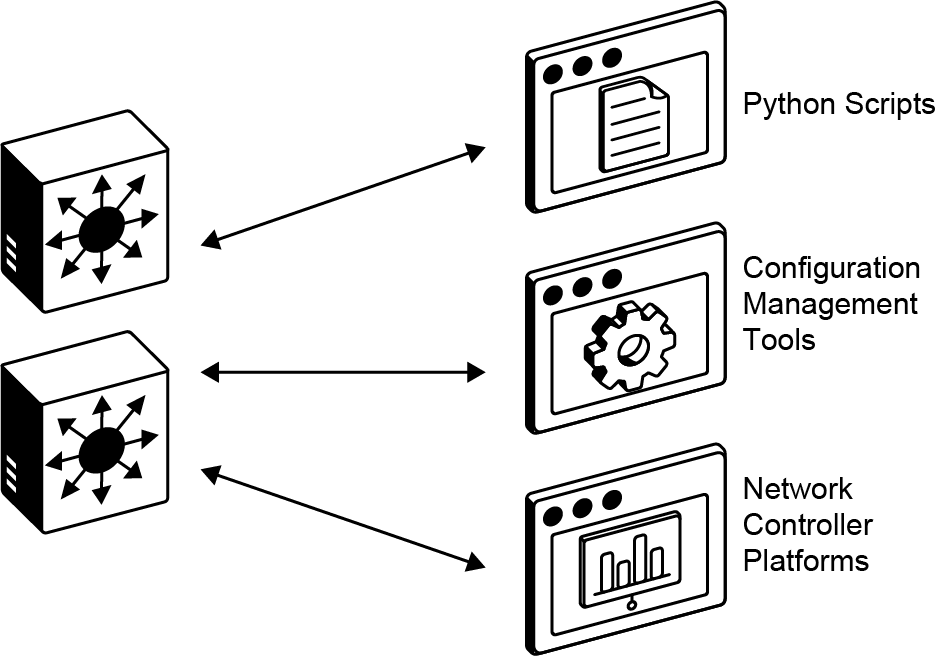 Python Scripts
Configuration
Management
Tools
Network
Controller
Platforms